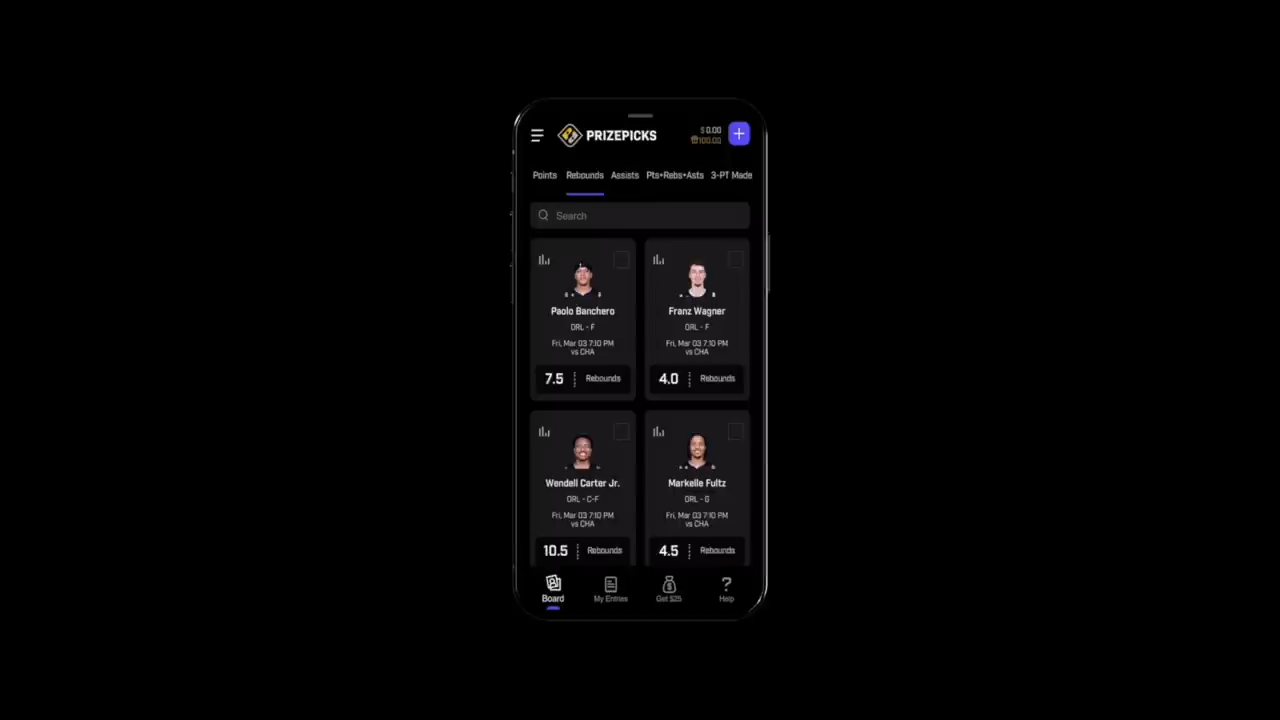 PRIZEPICKS
$ 0.00
100.00
Points Rebounds Assists Pts+Rebs+Asts 3-PT Made
Search
Paolo Banchero
ORL - F
Fri, Mar 03 7:10 PM
vs CHA
7.5 Rebounds
Franz Wagner
ORL - F
Fri, Mar 03 7:10 PM
vs CHA
4.0 Rebounds
Wendell Carter Jr.
ORL - C-F
Fri, Mar 03 7:10 PM
vs CHA
10.5 Rebounds
Markelle Fultz
ORL - G
Fri, Mar 03 7:10 PM
vs CHA
4.5 Rebounds
Board My Entries Get $25 Help